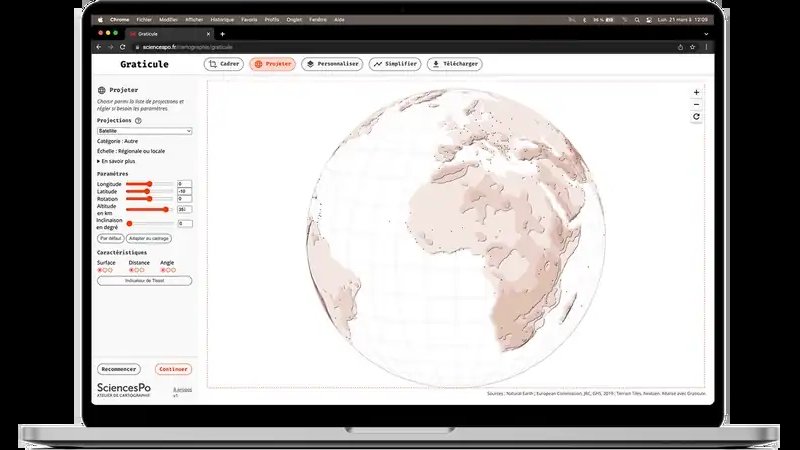 Chrome Fichier Modifier Afficher Historique Favoris Profils Onglet Fenêtre Aide
96 % Lun. 21 mars à 12:09
Graticule
sciencespo.fr/cartographie/graticule
Graticule
Cadrer Projeter Personnaliser Simplifier Télécharger
Projeter
Choisir parmi la liste de projections et
régler si besoin les paramètres.
Projections
Satellite
Catégorie : Autre
Échelle : Régionale ou locale
En savoir plus
Paramètres
Longitude 0
Latitude -10
Rotation 0
Altitude
en km
Inclinaison 0
en degré
Par défaut Adapter au cadrage
Caractéristiques
Surface Distance Angle
Indicateur de Tissot
Recommencer Continuer
SciencesPo
ATELIER DE CARTOGRAPHIE
À propos
Sources : Natural Earth ; European Commission, JRC, GHS, 2019 ; Terrain Tiles, Nextzen. Réalisé avec Graticule.